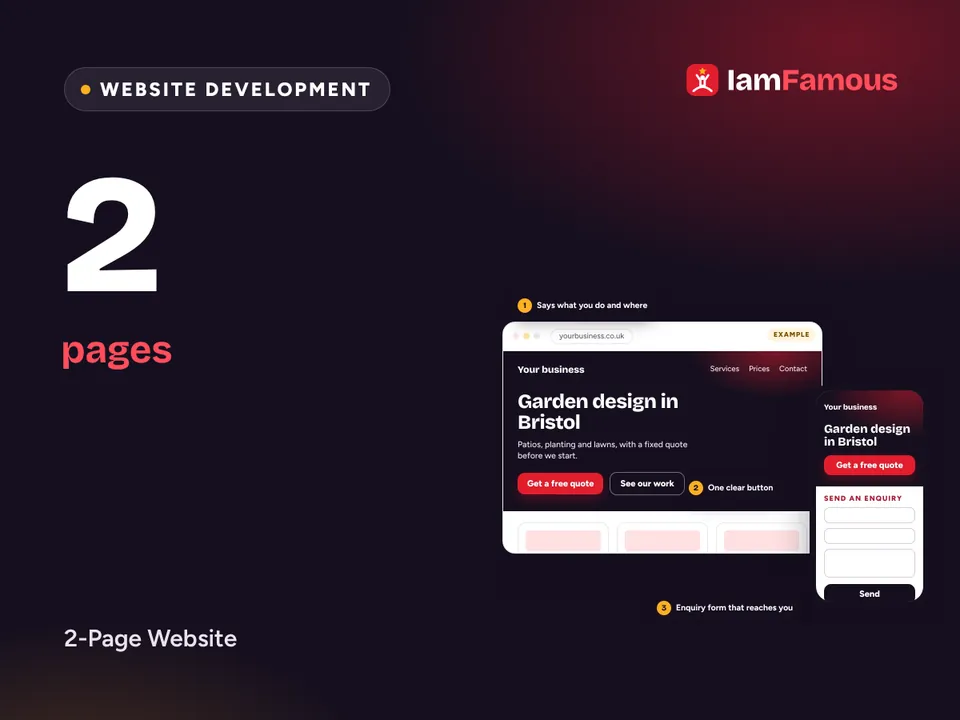 WEBSITE DEVELOPMENT
IamFamous
2
pages
1 Says what you do and where
yourbusiness.co.uk
EXAMPLE
Your business
Services Prices Contact
Garden design in
Bristol
Patios, planting and lawns, with a fixed quote
before we start.
Get a free quote
See our work
2 One clear button
Your business
Garden design
in Bristol
Get a free quote
SEND AN ENQUIRY
Send
3 Enquiry form that reaches you
2-Page Website